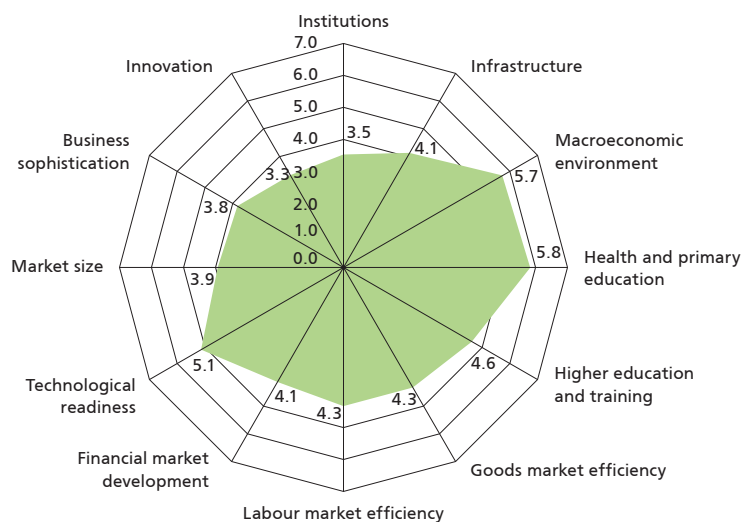 Institutions
7.0
Innovation
Infrastructure
6.0
5.0
Business
sophistication
4.0
3.5
Macroeconomic
environment
4.1
3.3
3.0
5.7
3.8
2.0
1.0
0.0
5.8
Market size
3.9
Health and primary
education
5.1
4.6
Technological
readiness
4.1
4.3
4.3
Higher education
and training
Financial market
development
Goods market efficiency
Labour market efficiency